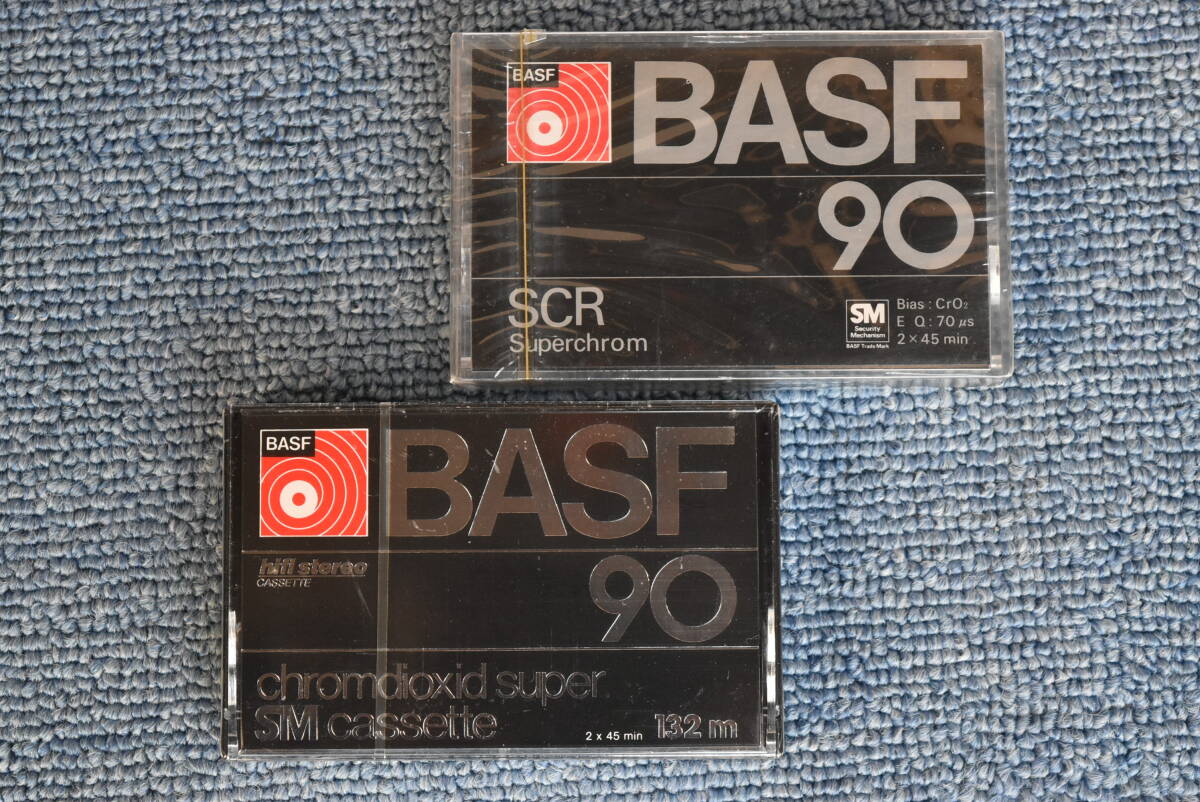 BASF
BASF
90
SCR
Superchrom
SM
Security
Mechanism
BASF Trade Mark
Bias : CrO₂
E Q : 70 µs
2 × 45 min
BASF
BASF
hifi stereo
CASSETTE
90
chromdioxid super
SM cassette
2 x 45 min
132 m